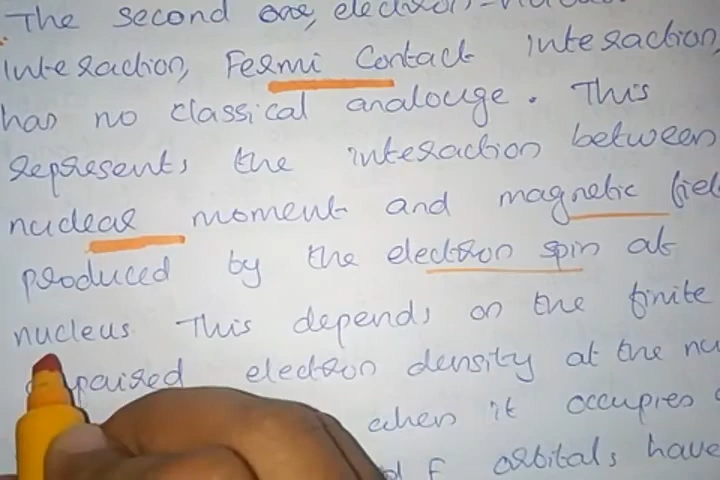 The second one, electron-nuclear
interaction, Fermi Contact interaction,
has no classical analouge. This
represents the interaction between
nuclear moment and magnetic field
produced by the electron spin at
nucleus. This depends on the finite
unpaired electron density at the
when it occupies
orbitals have